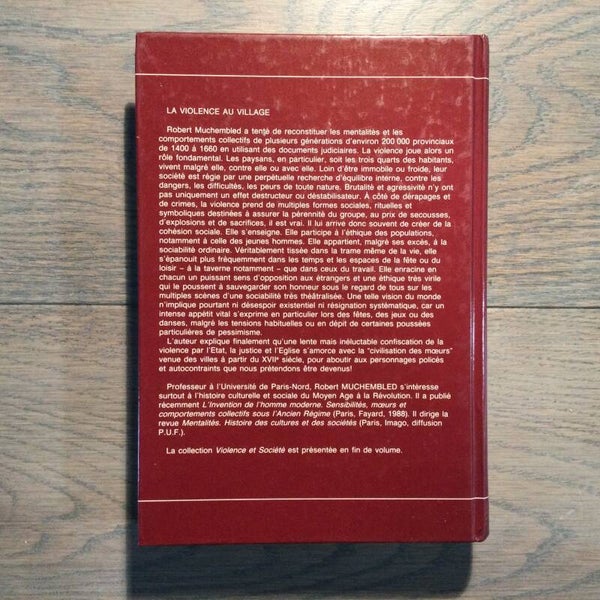 LA VIOLENCE AU VILLAGE
Robert Muchembled a tenté de reconstituer les mentalités et les
comportements collectifs de plusieurs générations d'environ 200 000 provinciaux
de 1400 à 1660 en utilisant des documents judiciaires. La violence joue alors un
rôle fondamental. Les paysans, en particulier, soit les trois quarts des habitants,
vivent malgré elle, contre elle ou avec elle. Loin d'être immobile ou froide, leur
société est régie par une perpétuelle recherche d'équilibre interne, contre les
dangers, les difficultés, les peurs de toute nature. Brutalité et agressivité n'y ont
pas uniquement un effet destructeur ou déstabilisateur. À côté de dérapages et
de crimes, la violence prend de multiples formes sociales, rituelles et
symboliques destinées à assurer la pérennité du groupe, au prix de secousses,
d'explosions et de sacrifices, il est vrai. Il lui arrive donc souvent de créer de la
cohésion sociale. Elle s'enseigne. Elle participe à l'éthique des populations,
notamment à celle des jeunes hommes. Elle appartient, malgré ses excès, à la
sociabilité ordinaire. Véritablement tissée dans la trame même de la vie, elle
s'épanouit plus fréquemment dans les temps et les espaces de la fête ou du
loisir – à la taverne notamment – que dans ceux du travail. Elle enracine en
chacun un puissant sens d'opposition aux étrangers et une éthique très virile
qui le poussent à sauvegarder son honneur sous le regard de tous sur les
multiples scènes d'une sociabilité très théâtralisée. Une telle vision du monde
n'implique pourtant ni désespoir existentiel ni résignation systématique, car un
intense appétit vital s'exprime en particulier lors des fêtes, des jeux ou des
danses, malgré les tensions habituelles ou en dépit de certaines poussées
particulières de pessimisme.
L'auteur explique finalement qu'une lente mais inéluctable confiscation de la
violence par l'Etat, la justice et l'Eglise s'amorce avec la "civilisation des mœurs"
venue des villes à partir du XVIIe siècle, pour aboutir aux personnages policés et
autocontraints que nous prétendons être devenus!
Professeur à l'Université de Paris-Nord, Robert MUCHEMBLED s'intéresse
surtout à l'histoire culturelle et sociale du Moyen Age à la Révolution. Il a publié
récemment L'Invention de l'homme moderne. Sensibilités, mœurs et
comportements collectifs sous l'Ancien Régime (Paris, Fayard, 1988). Il dirige la
revue Mentalités. Histoire des cultures et des sociétés (Paris, Imago, diffusion
P.U.F.).
La collection Violence et Société est présentée en fin de volume.